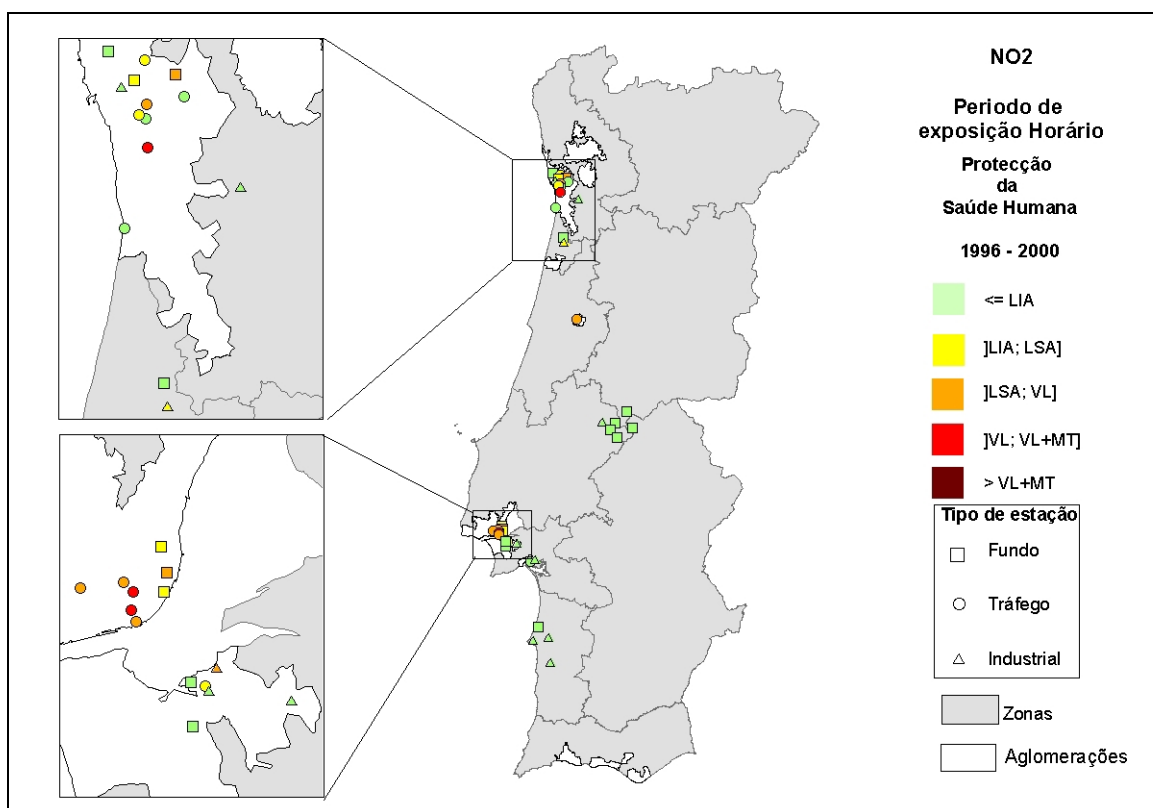 NO2
Periodo de
exposição Horário
Protecção
da
Saúde Humana
1996 - 2000
<= LIA
]LIA; LSA]
]LSA; VL]
]VL; VL+MT]
> VL+MT
Tipo de estação
Fundo
Tráfego
Industrial
Zonas
Aglomerações